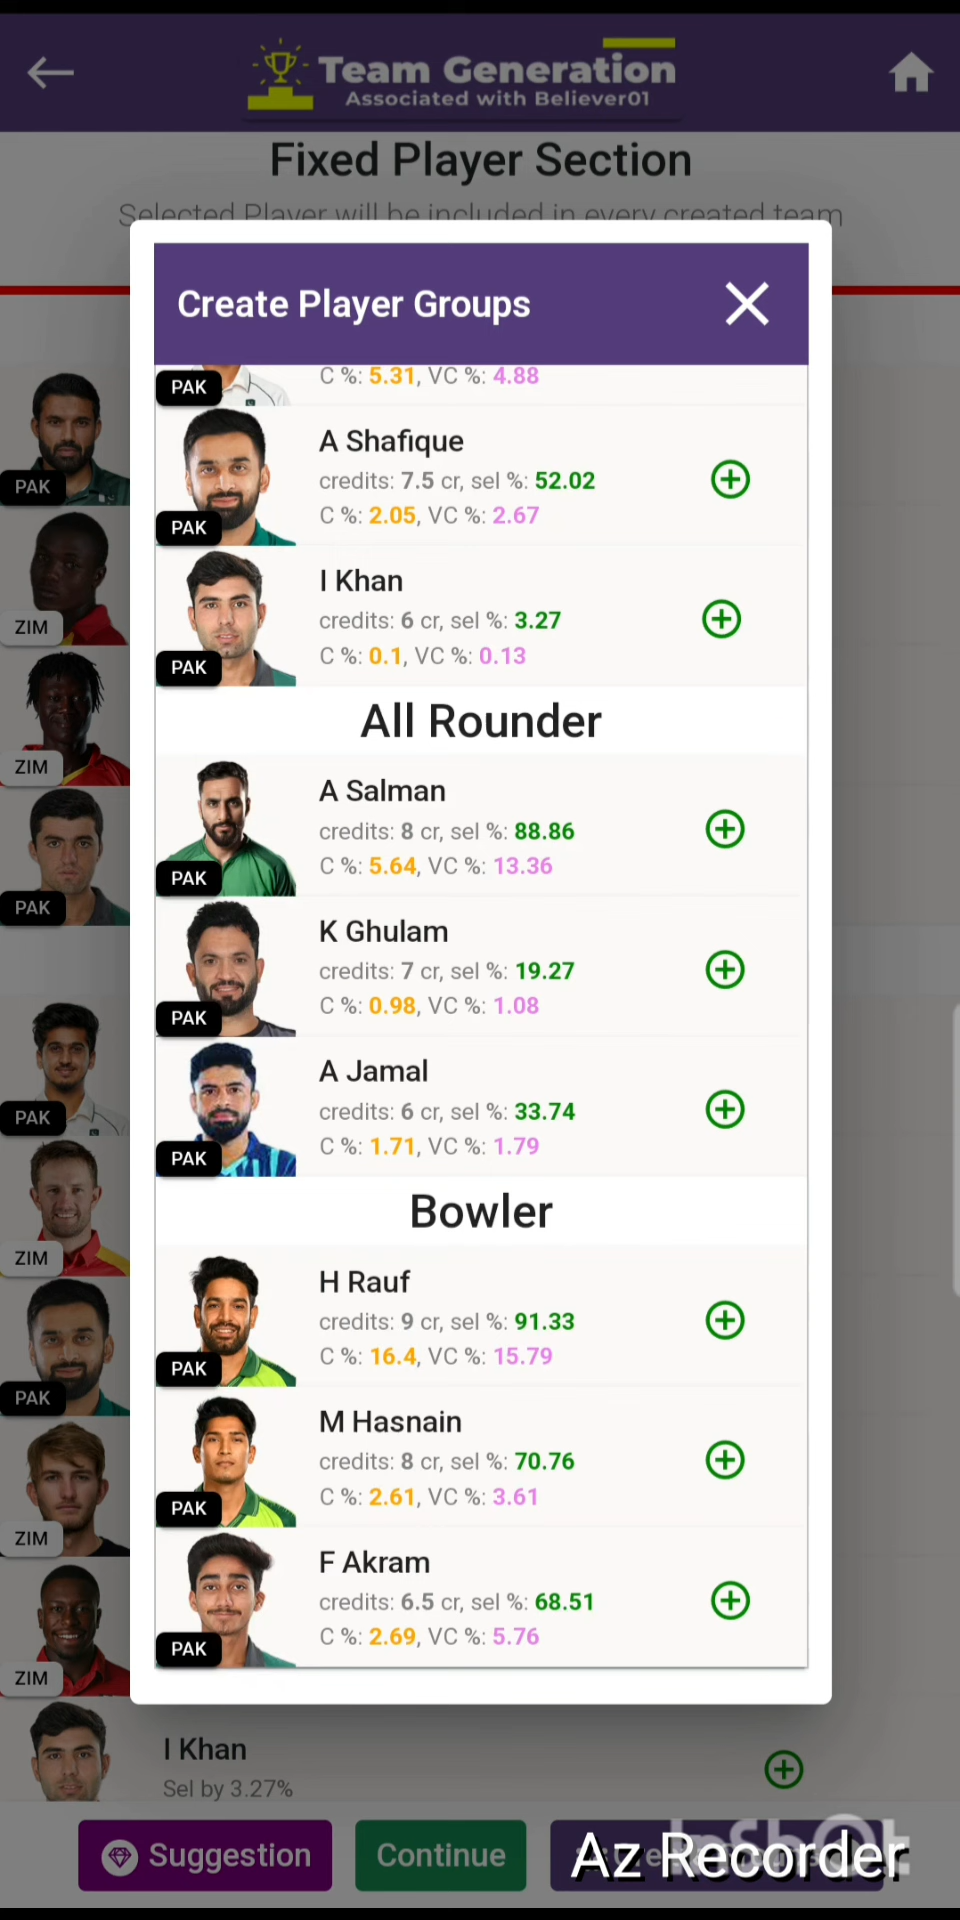 Team Generation
Associated with Believer01
Fixed Player Section
Selected Player will be included in every created team
Create Player Groups
C %: 5.31, VC %: 4.88
PAK
A Shafique
credits: 7.5 cr, sel %: 52.02
C %: 2.05, VC %: 2.67
PAK
I Khan
credits: 6 cr, sel %: 3.27
C %: 0.1, VC %: 0.13
PAK
All Rounder
A Salman
credits: 8 cr, sel %: 88.86
C %: 5.64, VC %: 13.36
PAK
K Ghulam
credits: 7 cr, sel %: 19.27
C %: 0.98, VC %: 1.08
PAK
A Jamal
credits: 6 cr, sel %: 33.74
C %: 1.71, VC %: 1.79
PAK
Bowler
H Rauf
credits: 9 cr, sel %: 91.33
C %: 16.4, VC %: 15.79
PAK
M Hasnain
credits: 8 cr, sel %: 70.76
C %: 2.61, VC %: 3.61
PAK
F Akram
credits: 6.5 cr, sel %: 68.51
C %: 2.69, VC %: 5.76
PAK
PAK
ZIM
ZIM
PAK
PAK
ZIM
PAK
ZIM
ZIM
I Khan
Sel by 3.27%
Suggestion
Continue
InShOt
Az Recorder